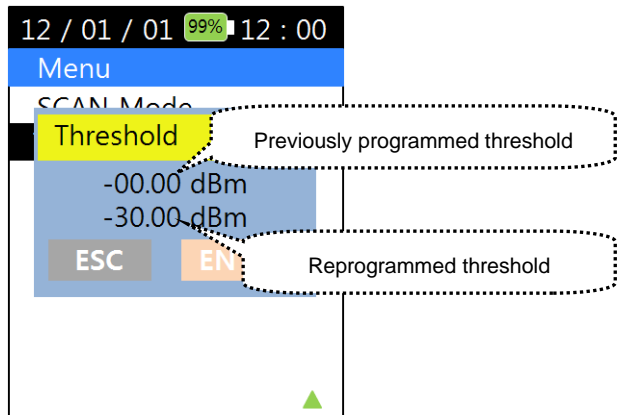 12 / 01 / 01 99% 12 : 00
Menu
SCAN Mode
Threshold
Previously programmed threshold
-00.00 dBm
-30.00 dBm
ESC
EN
Reprogrammed threshold